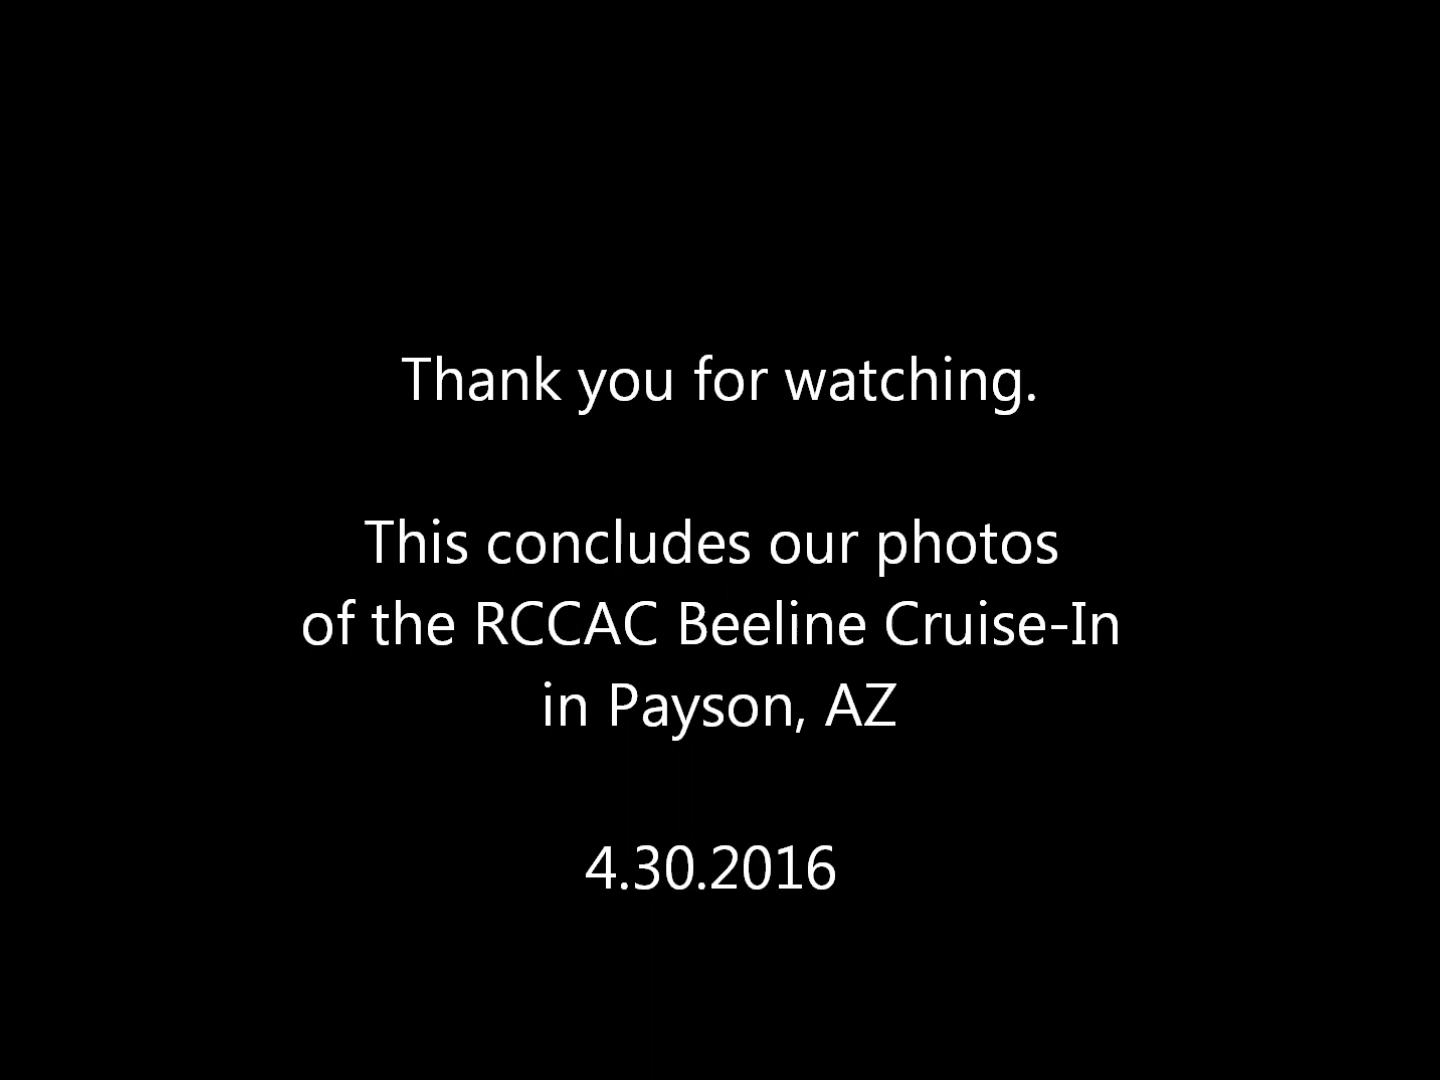 Thank you for watching.
This concludes our photos
of the RCCAC Beeline Cruise-In
in Payson, AZ
4.30.2016